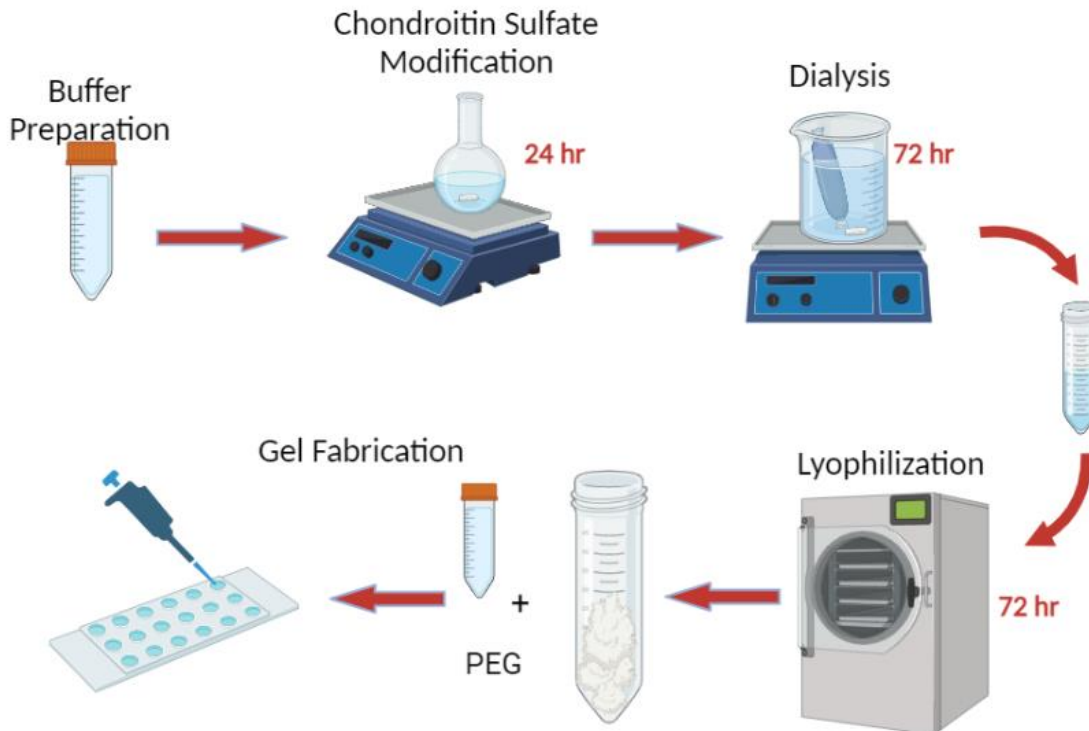 Chondroitin Sulfate
Modification
Buffer
Preparation
Dialysis
24 hr
72 hr
Gel Fabrication
Lyophilization
72 hr
+
PEG